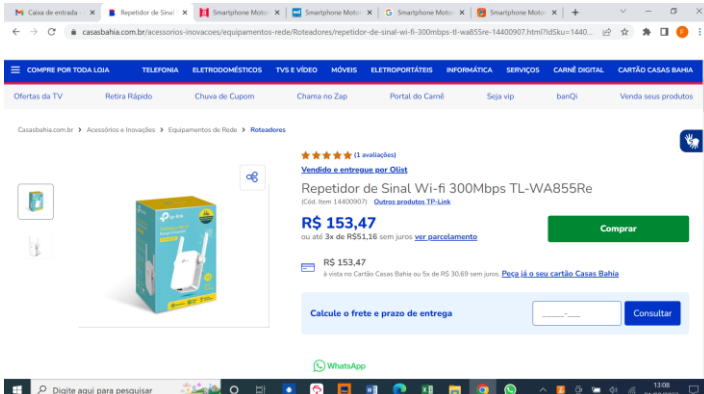 Caixa de entrada -
Repetidor de Sinal
Smartphone Moto
Smartphone Motor
Smartphone Motor
Smartphone Moto
casasbahia.com.br/acessorios-inovacoes/equipamentos-rede/Roteadores/repetidor-de-sinal-wi-fi-300mbps-tl-wa855re-14400907.html?idSku=1440...
COMPRE POR TODA LOJA TELEFONIA ELETRODOMÉSTICOS TVS E VÍDEO MÓVEIS ELETROPORTÁTEIS INFORMÁTICA SERVIÇOS CARNÊ DIGITAL CARTÃO CASAS BAHIA
Ofertas da TV Retira Rápido Chuva de Cupom Chama no Zap Portal do Carnê Seja vip banQi Venda seus produtos
Casasbahia.com.br > Acessórios e Inovações > Equipamentos de Rede > Roteadores
(1 avaliações)
Vendido e entregue por Olist
Repetidor de Sinal Wi-fi 300Mbps TL-WA855Re
(Cód. Item 14400907) Outros produtos TP-Link
R$ 153,47
ou até 3x de R$51,16 sem juros ver parcelamento
Comprar
R$ 153,47
à vista no Cartão Casas Bahia ou 5x de R$ 30,69 sem juros. Peça já o seu cartão Casas Bahia
tp-link
Calcule o frete e prazo de entrega
_____-___
Consultar
WhatsApp
Digite aqui para pesquisar
13:08